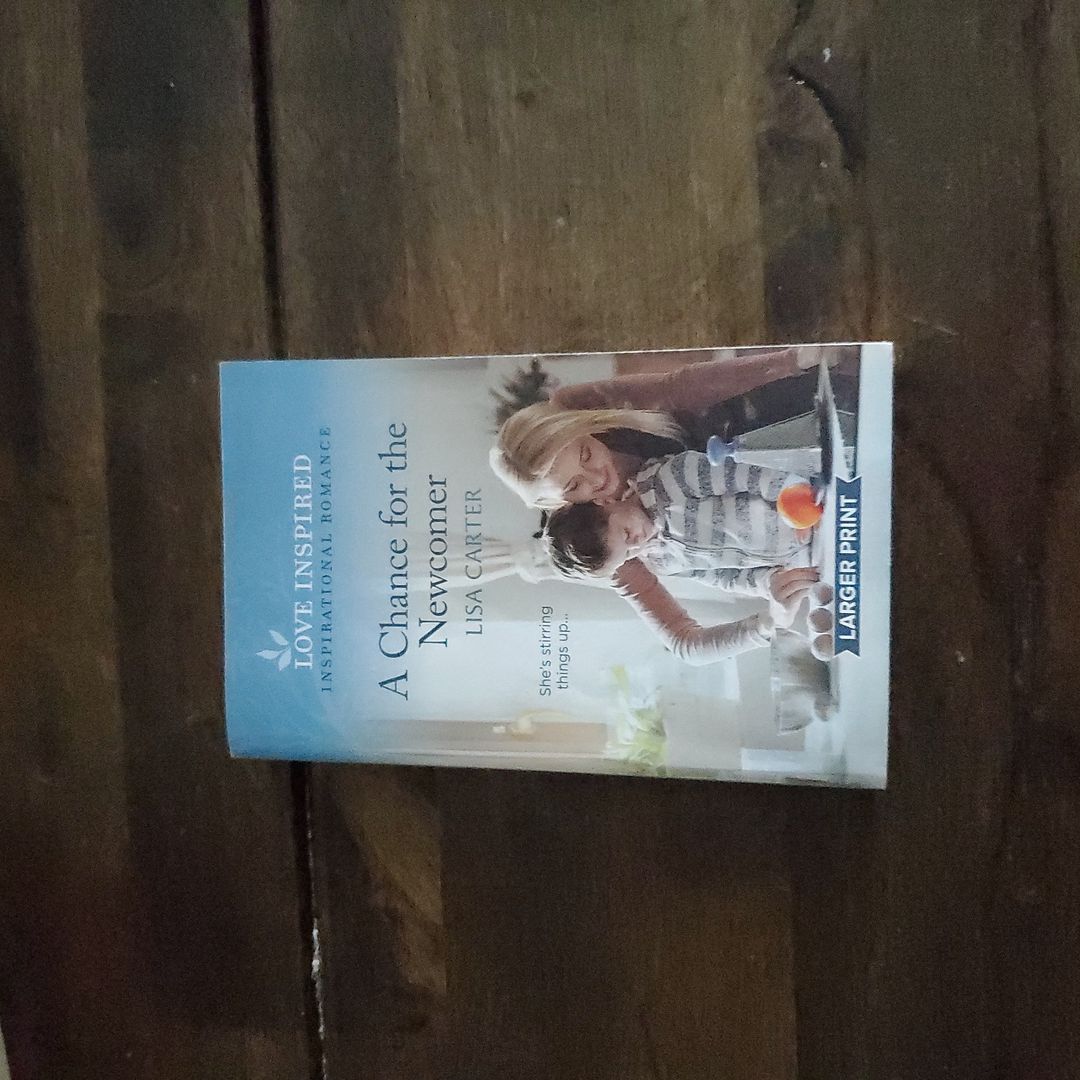 LOVE INSPIRED
INSPIRATIONAL ROMANCE
A Chance for the
Newcomer
LISA CARTER
She's stirring
things up...
LARGER PRINT